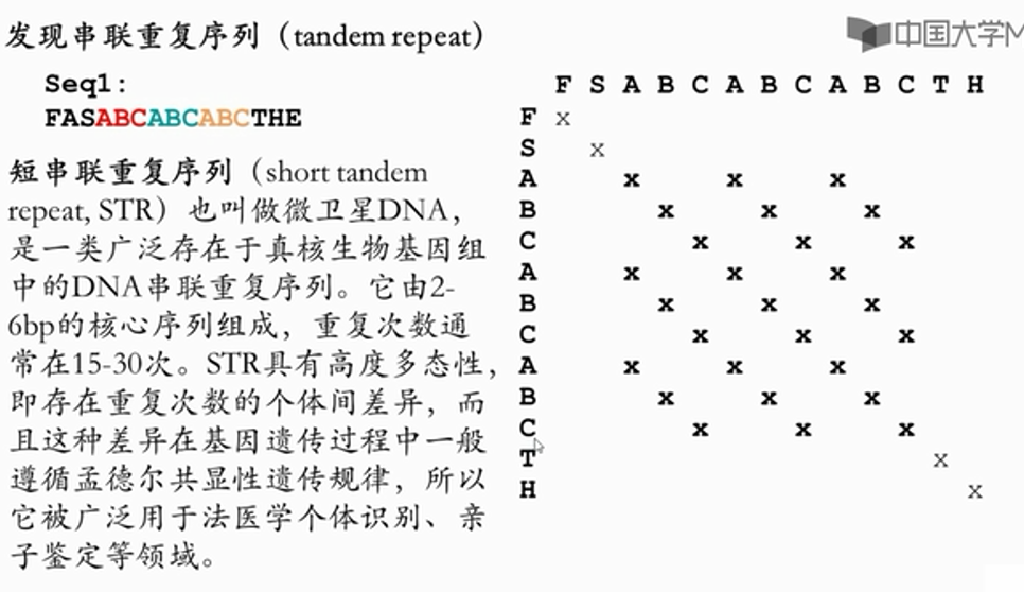 发现串联重复序列（tandem repeat）
中国大学M
Seq1:
FASABCABCABCTHE
短串联重复序列（short tandem
repeat, STR）也叫做微卫星DNA，
是一类广泛存在于真核生物基因组
中的DNA串联重复序列。它由2-
6bp的核心序列组成，重复次数通
常在15-30次。STR具有高度多态性，
即存在重复次数的个体间差异，而
且这种差异在基因遗传过程中一般
遵循孟德尔共显性遗传规律，所以
它被广泛用于法医学个体识别、亲
子鉴定等领域。
F S A B C A B C A B C T H
F x
S x
A x x x
B x x x
C x x x
A x x x
B x x x
C x x x
A x x x
B x x x
C x x x
T x
H x